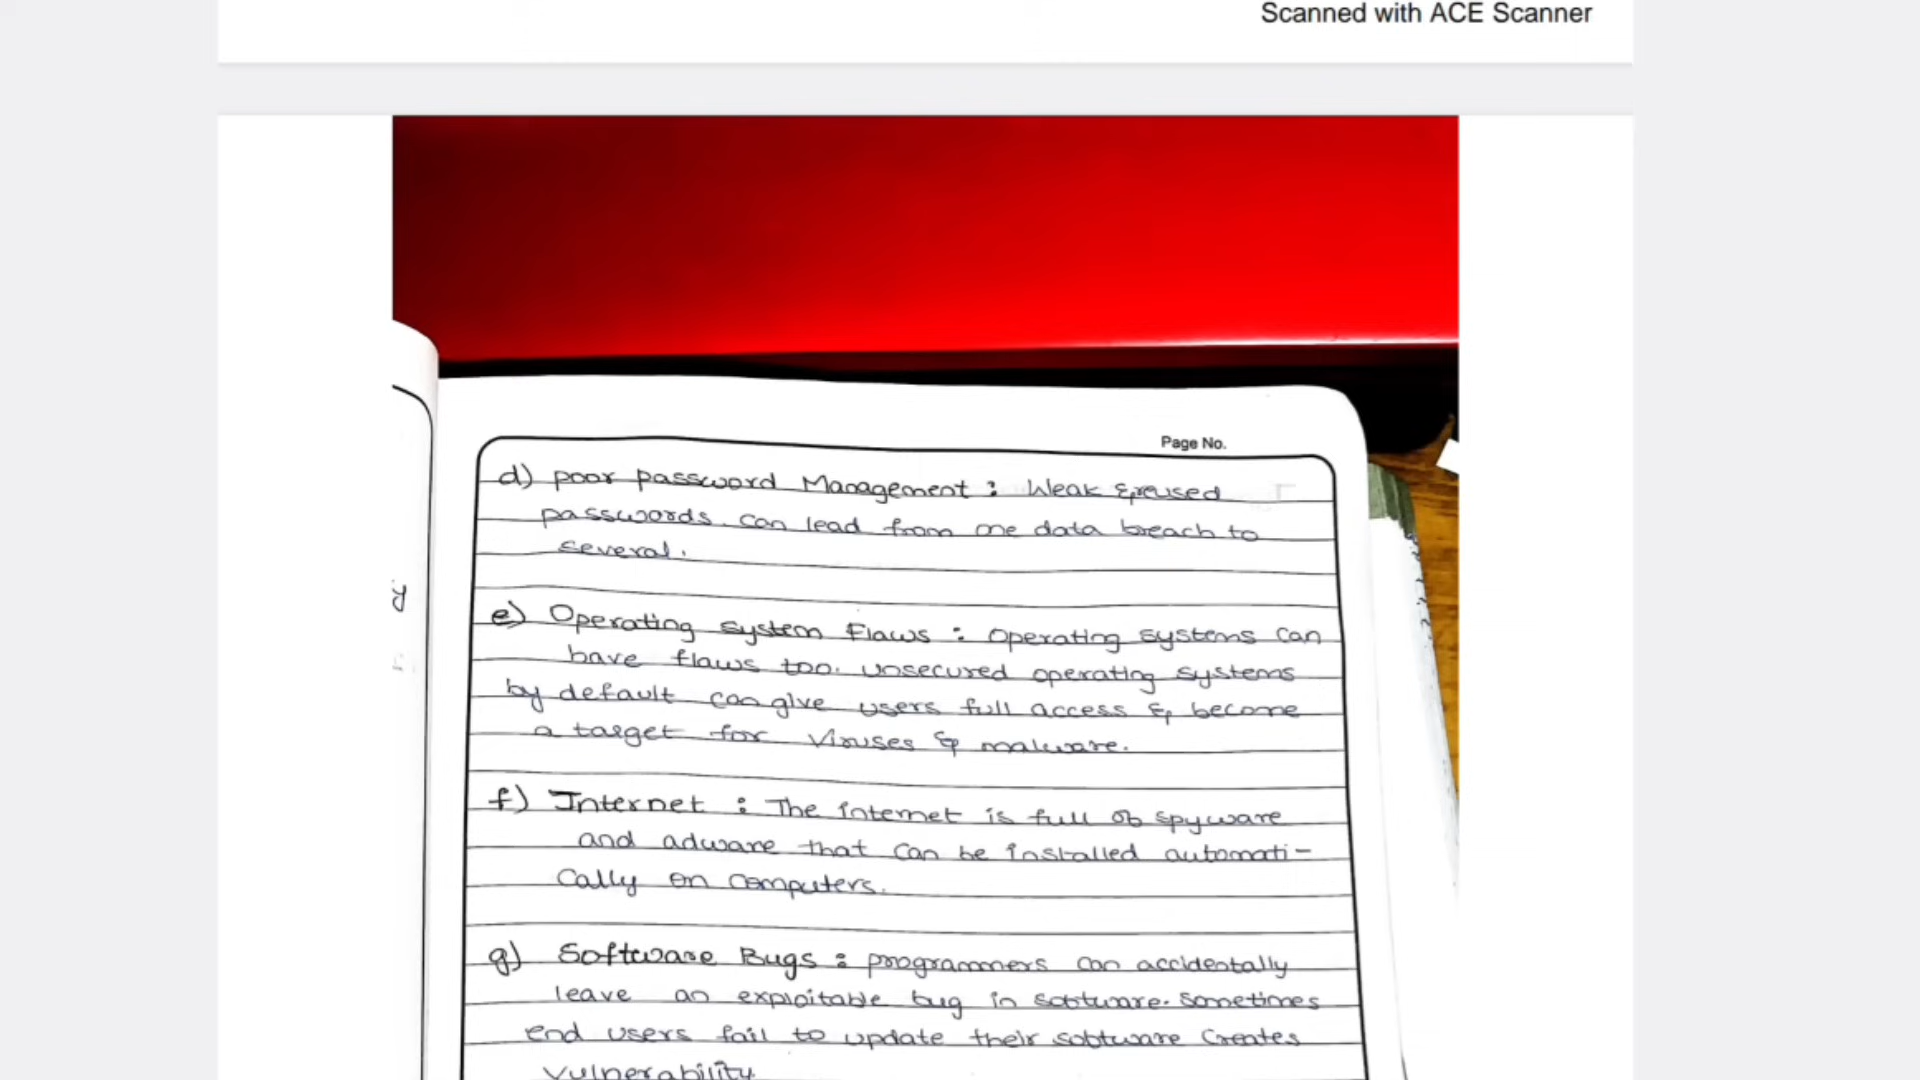 Scanned with ACE Scanner
Page No.
d) poor password Management : Weak & reused
passwords can lead from one data breach to
several.
e) Operating system Flaws : Operating systems can
have flaws too. unsecured operating systems
by default can give users full access & become
a target for Viruses & malware.
y
f) Internet : The internet is full of spyware
and adware that can be installed automati-
cally on computers.
g) Software Bugs : programmers can accidentally
leave an exploitable bug in software. Sometimes
end users fail to update their software Creates
Vulnerability